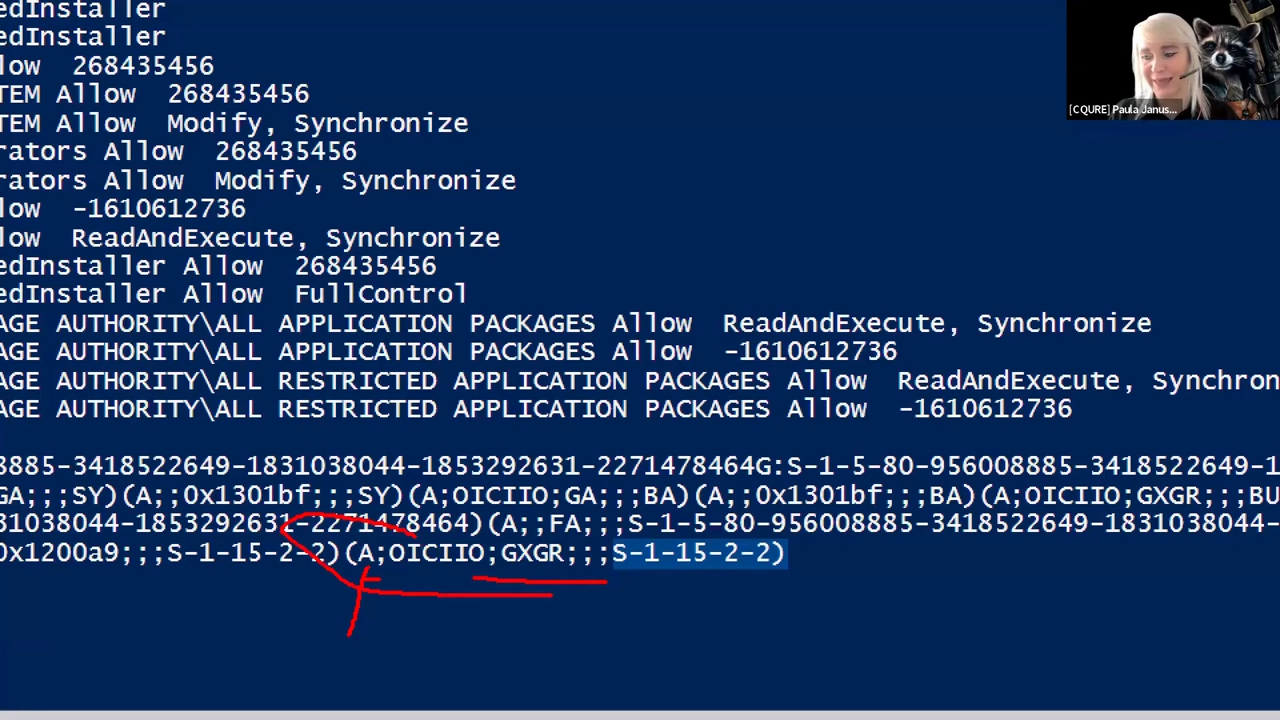 edInstaller
edInstaller
low  268435456
TEM Allow  268435456
TEM Allow  Modify, Synchronize
rators Allow  268435456
rators Allow  Modify, Synchronize
low  -1610612736
low  ReadAndExecute, Synchronize
edInstaller Allow  268435456
edInstaller Allow  FullControl
AGE AUTHORITY\ALL APPLICATION PACKAGES Allow  ReadAndExecute, Synchronize
AGE AUTHORITY\ALL APPLICATION PACKAGES Allow  -1610612736
AGE AUTHORITY\ALL RESTRICTED APPLICATION PACKAGES Allow  ReadAndExecute, Synchron
AGE AUTHORITY\ALL RESTRICTED APPLICATION PACKAGES Allow  -1610612736
8885-3418522649-1831038044-1853292631-2271478464G:S-1-5-80-956008885-3418522649-1
GA;;;SY)(A;;0x1301bf;;;SY)(A;OICIIO;GA;;;BA)(A;;0x1301bf;;;BA)(A;OICIIO;GXGR;;;BU
31038044-1853292631-2271478464)(A;;FA;;;S-1-5-80-956008885-3418522649-1831038044-
0x1200a9;;;S-1-15-2-2)(A;OICIIO;GXGR;;;S-1-15-2-2)
[CQURE] Paula Janus...